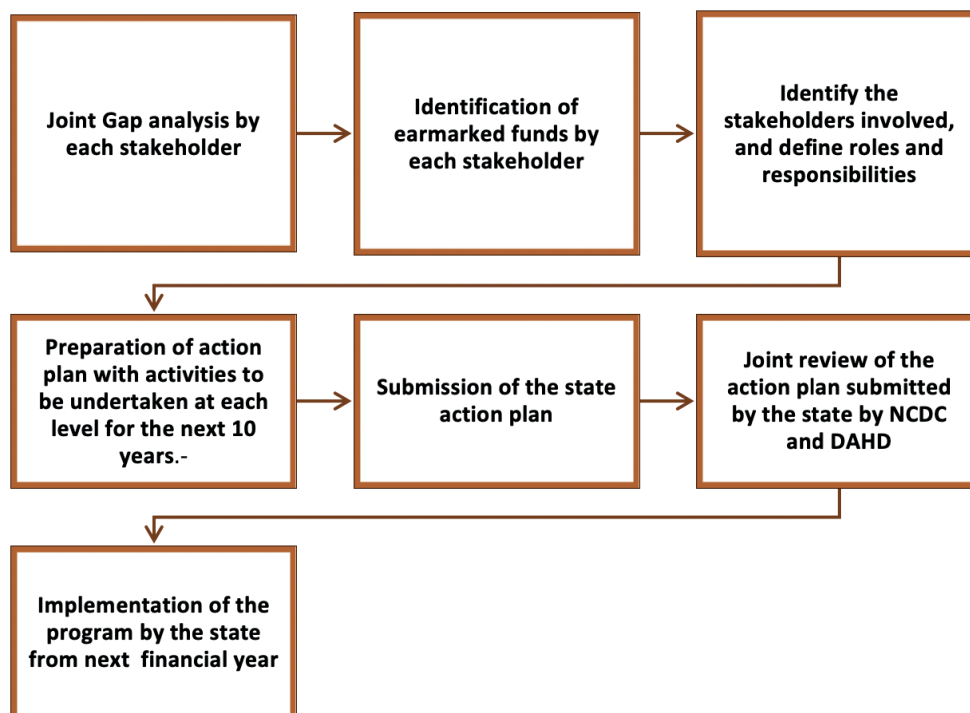 Joint Gap analysis by
each stakeholder
Identification of
earmarked funds by
each stakeholder
Identify the
stakeholders involved,
and define roles and
responsibilities
Preparation of action
plan with activities to
be undertaken at each
level for the next 10
years.-
Submission of the state
action plan
Joint review of the
action plan submitted
by the state by NCDC
and DAHD
Implementation of the
program by the state
from next  financial year